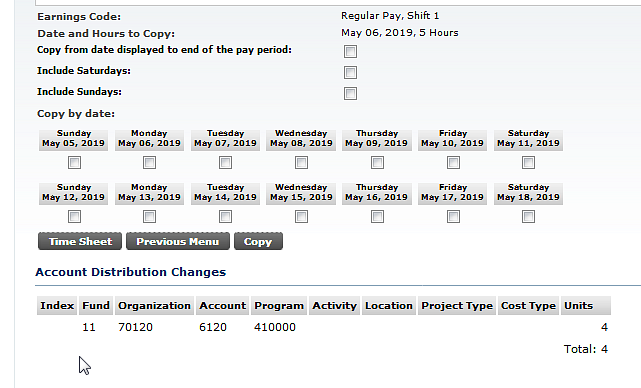 Earnings Code: Regular Pay, Shift 1
Date and Hours to Copy: May 06, 2019, 5 Hours
Copy from date displayed to end of the pay period:
Include Saturdays:
Include Sundays:
Copy by date:
Sunday Monday Tuesday Wednesday Thursday Friday Saturday
May 05, 2019 May 06, 2019 May 07, 2019 May 08, 2019 May 09, 2019 May 10, 2019 May 11, 2019
Sunday Monday Tuesday Wednesday Thursday Friday Saturday
May 12, 2019 May 13, 2019 May 14, 2019 May 15, 2019 May 16, 2019 May 17, 2019 May 18, 2019
Time Sheet Previous Menu Copy
Account Distribution Changes
Index Fund Organization Account Program Activity Location Project Type Cost Type Units
11 70120 6120 410000 4
Total: 4